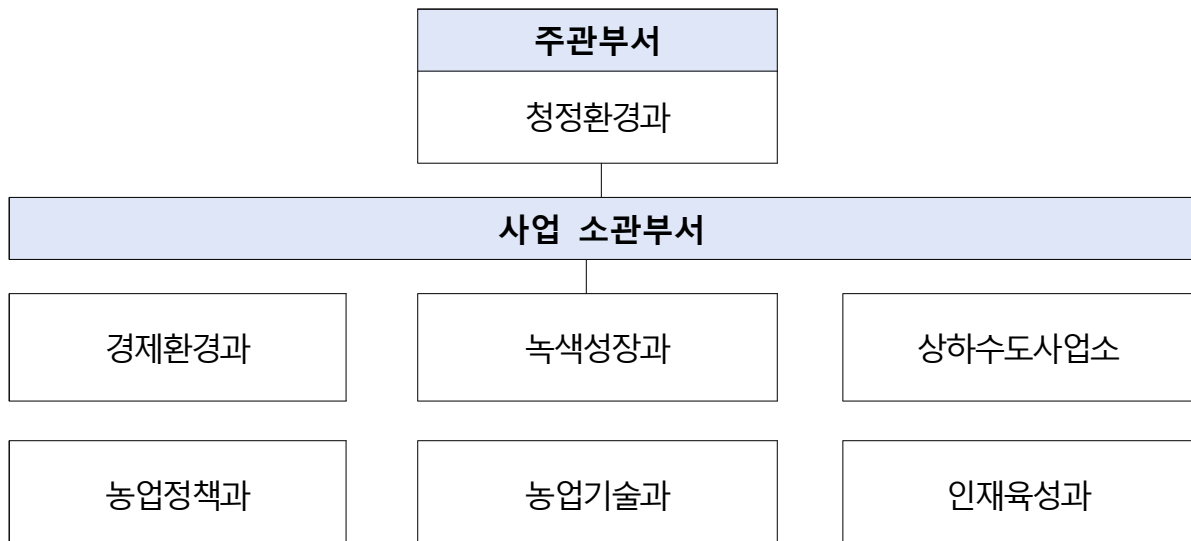 주관부서
청정환경과
사업 소관부서
경제환경과
녹색성장과
상하수도사업소
농업정책과
농업기술과
인재육성과